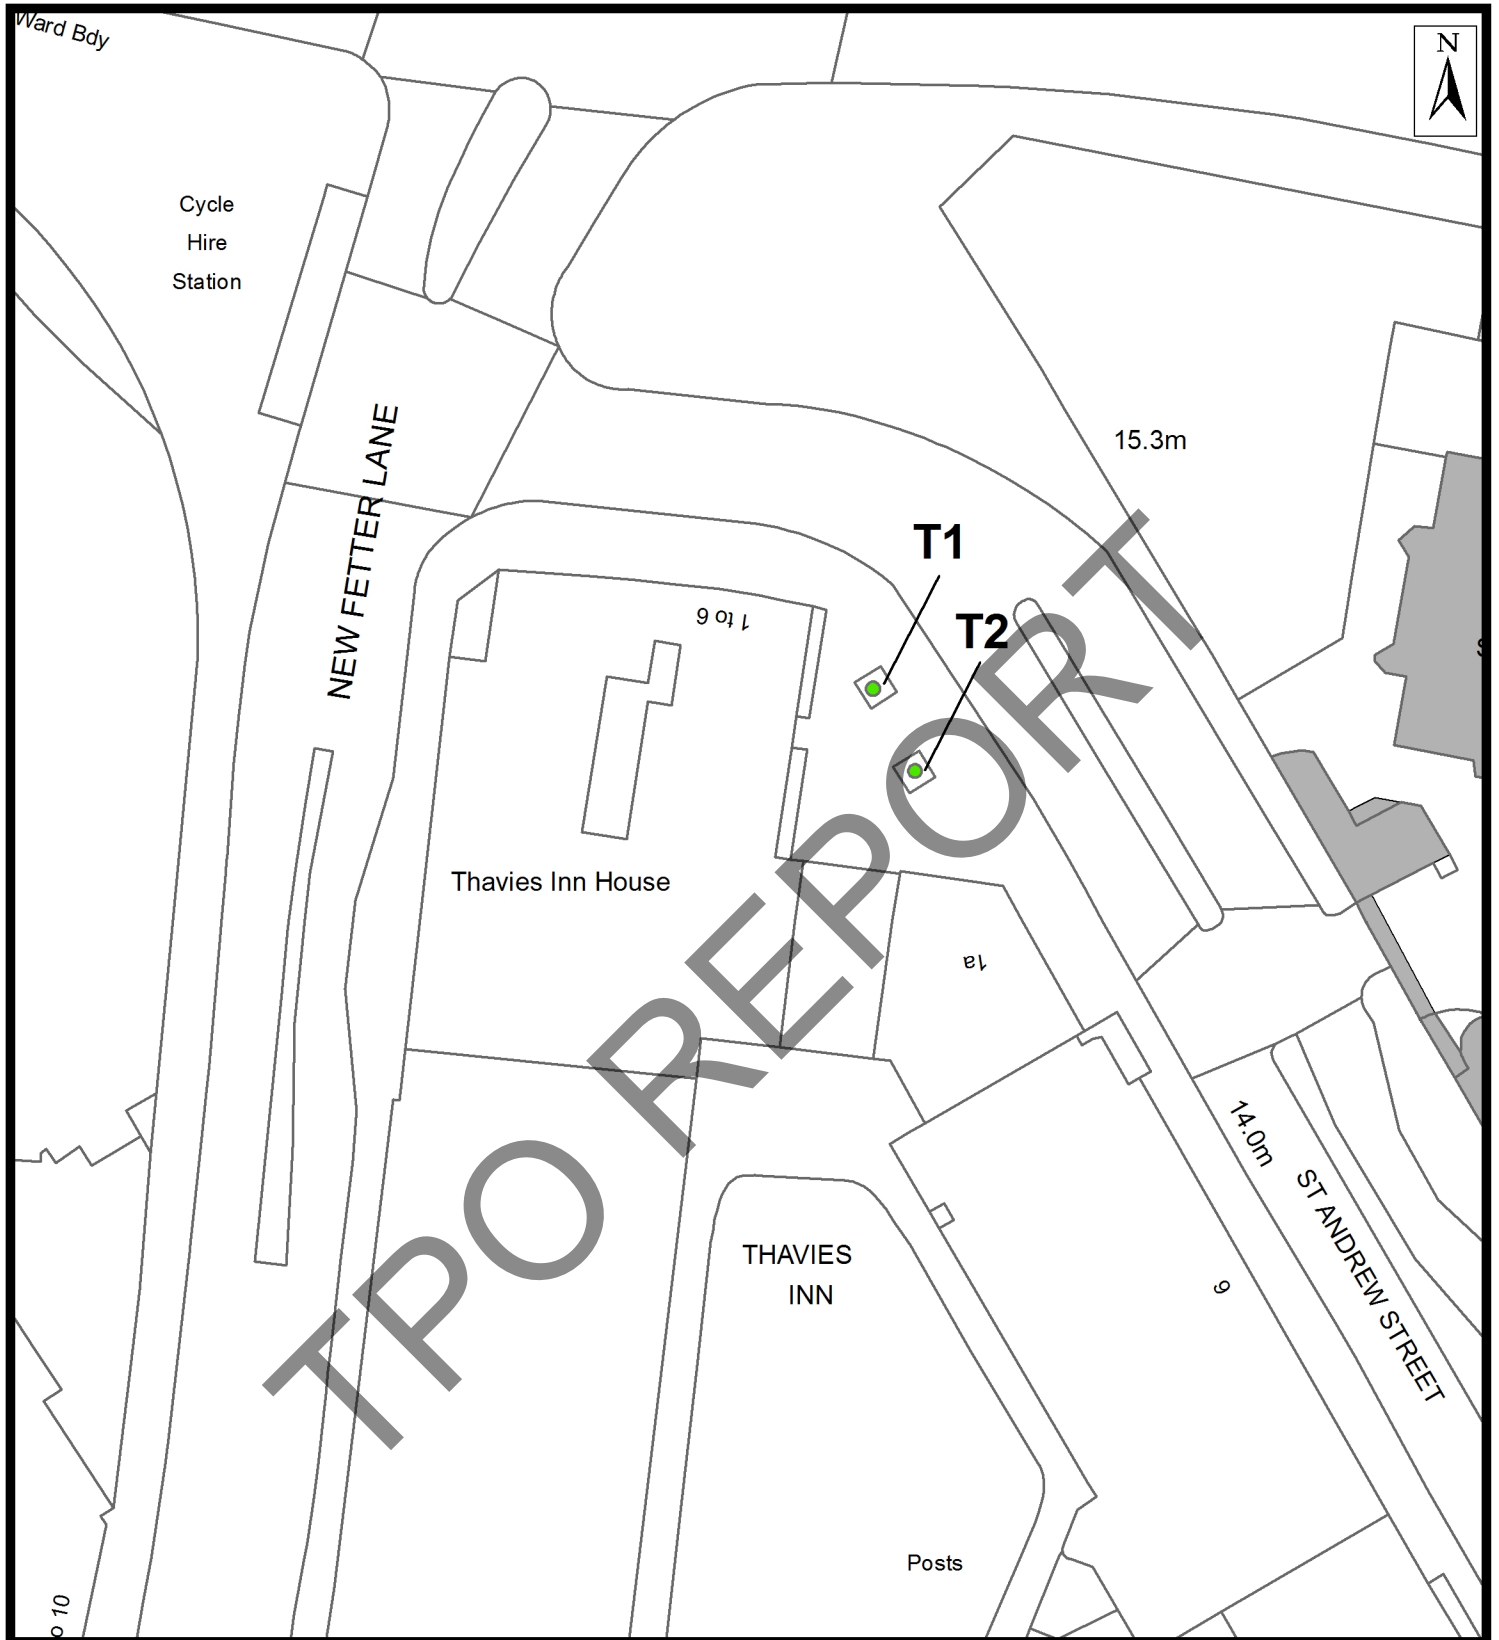 Ward Bdy
N
Cycle
Hire
Station
NEW FETTER LANE
15.3m
T1
T2
1 to 6
Thavies Inn House
1a
TPO REPORT
14.0m
ST ANDREW STREET
THAVIES
INN
9
Posts
o 10